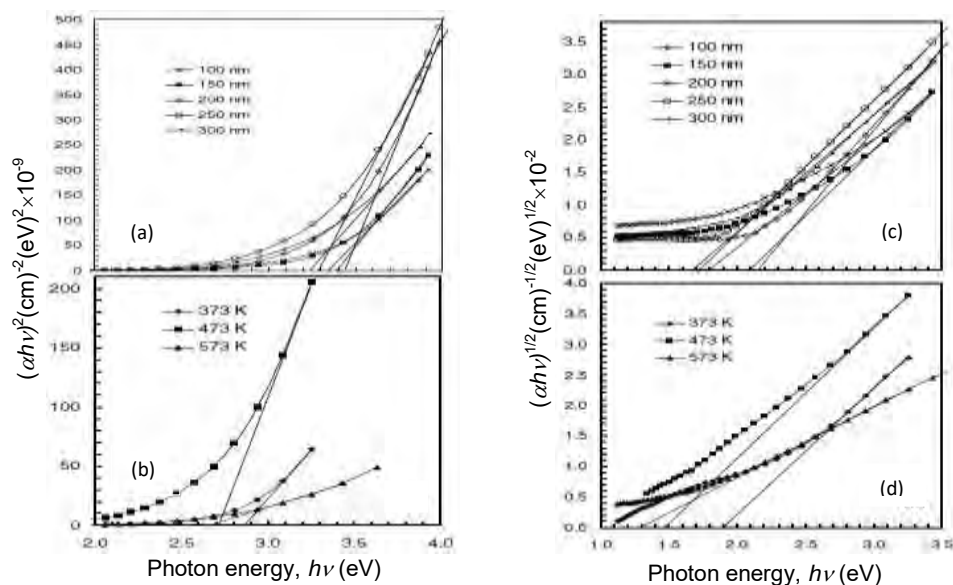 (αhν)²(cm)⁻²(eV)²×10⁻⁹
500
450
400
350
300
250
200
150
100
50
0
100 nm
150 nm
200 nm
250 nm
300 nm
(a)
200
100
50
0
373 K
473 K
573 K
(b)
2.0 2.5 3.0 3.5 4.0
Photon energy, hν (eV)
(αhν)^1/2(cm)^-1/2(eV)^1/2×10⁻²
3.5
3.0
2.5
2.0
1.5
1.0
0.5
0.0
100 nm
150 nm
200 nm
250 nm
300 nm
(c)
4.0
3.5
3.0
2.5
2.0
1.5
1.0
0.5
0.0
373 K
473 K
573 K
(d)
1.0 1.5 2.0 2.5 3.0 3.5
Photon energy, hν (eV)